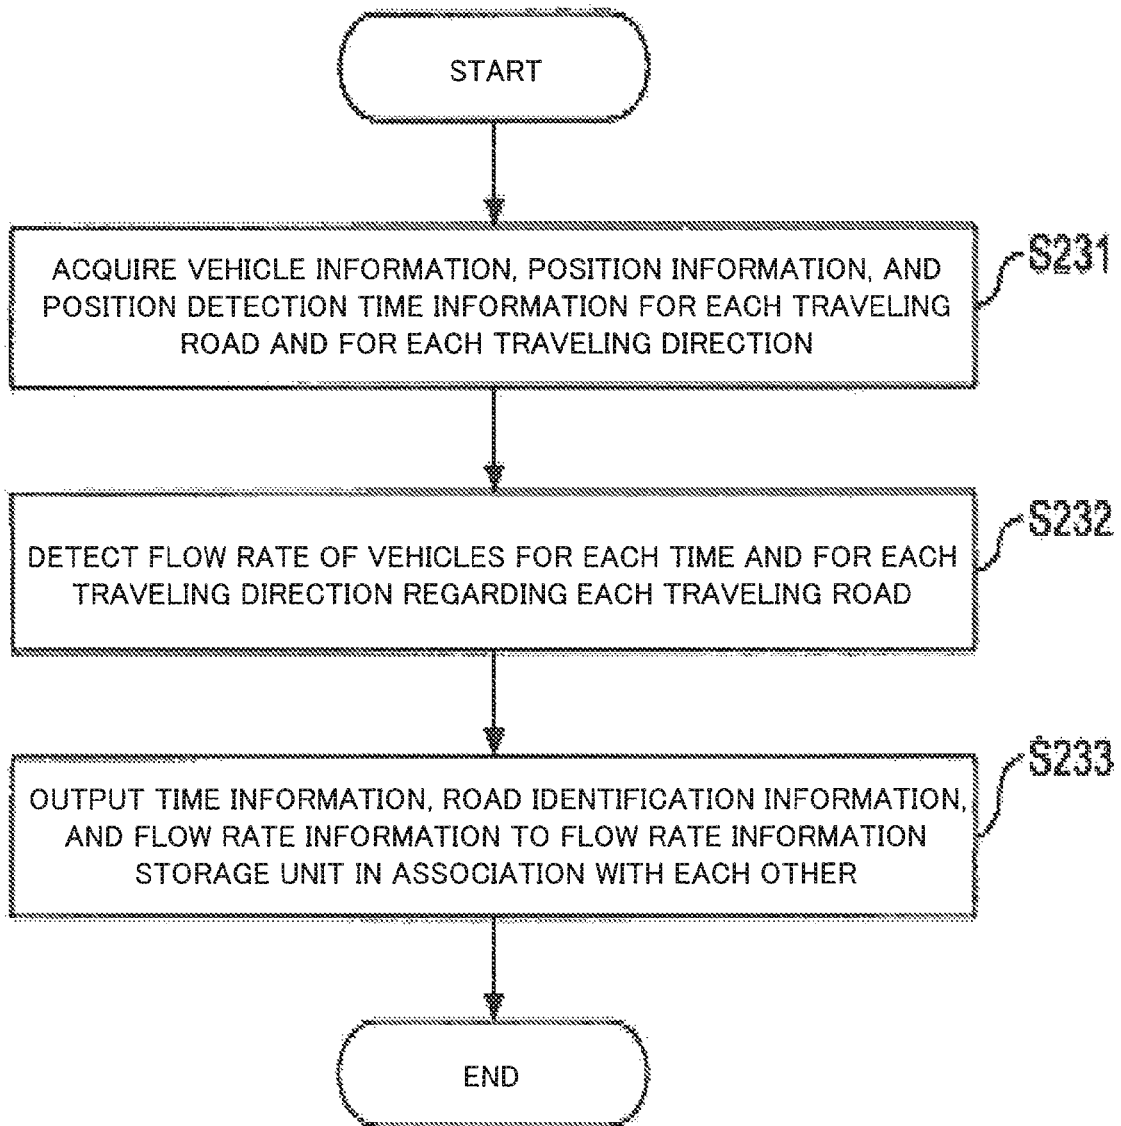 START
S231
ACQUIRE VEHICLE INFORMATION, POSITION INFORMATION, AND
POSITION DETECTION TIME INFORMATION FOR EACH TRAVELING
ROAD AND FOR EACH TRAVELING DIRECTION
S232
DETECT FLOW RATE OF VEHICLES FOR EACH TIME AND FOR EACH
TRAVELING DIRECTION REGARDING EACH TRAVELING ROAD
S233
OUTPUT TIME INFORMATION, ROAD IDENTIFICATION INFORMATION,
AND FLOW RATE INFORMATION TO FLOW RATE INFORMATION
STORAGE UNIT IN ASSOCIATION WITH EACH OTHER
END